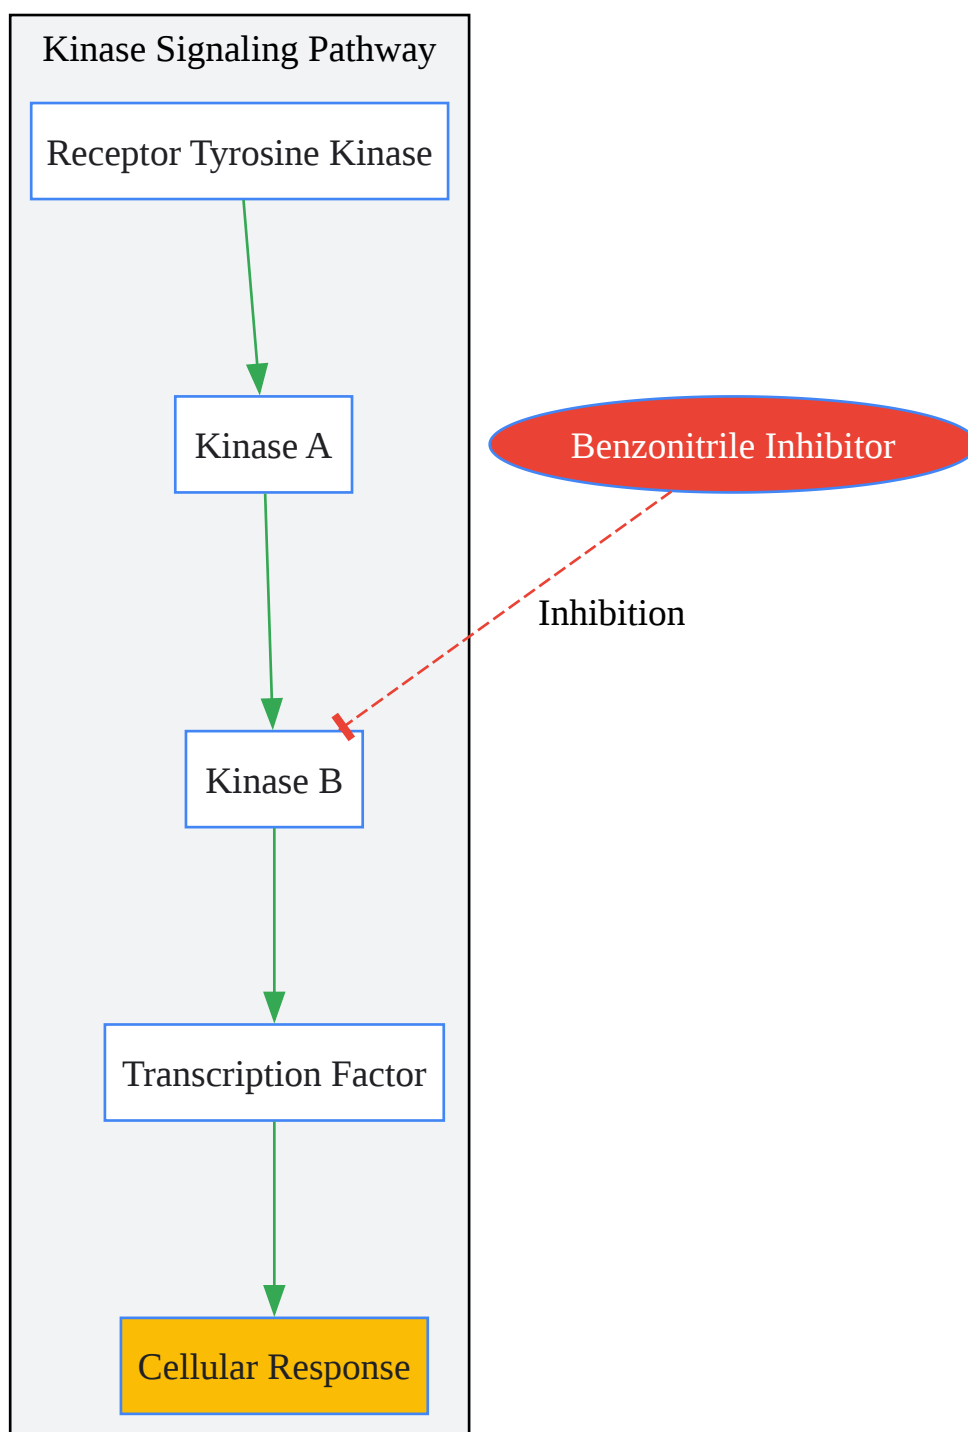 Kinase Signaling Pathway
Receptor Tyrosine Kinase
Kinase A
Benzonitrile Inhibitor
Inhibition
Kinase B
Transcription Factor
Cellular Response